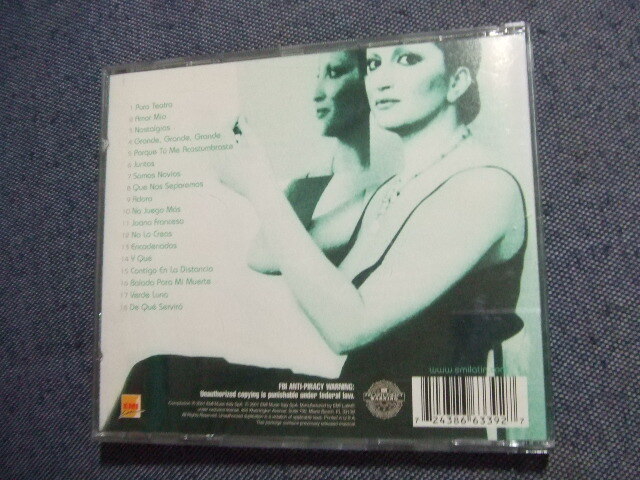 1 Puro Teatro
2 Amor Mío
3 Nostalgias
4 Grande, Grande, Grande
5 Porque Tú Me Acostumbraste
6 Juntos
7 Somos Novios
8 Que Nos Separemos
9 Adoro
10 No Juego Más
11 Juana Francesa
12 No Lo Creas
13 Encadenados
14 Y Qué
15 Contigo En La Distancia
16 Balada Para Mi Muerte
17 Verde Luna
18 De Qué Servirá
www.emilatin.com
FBI ANTI-PIRACY WARNING:
Unauthorized copying is punishable under federal law.
EMI
7 24386 63392 7